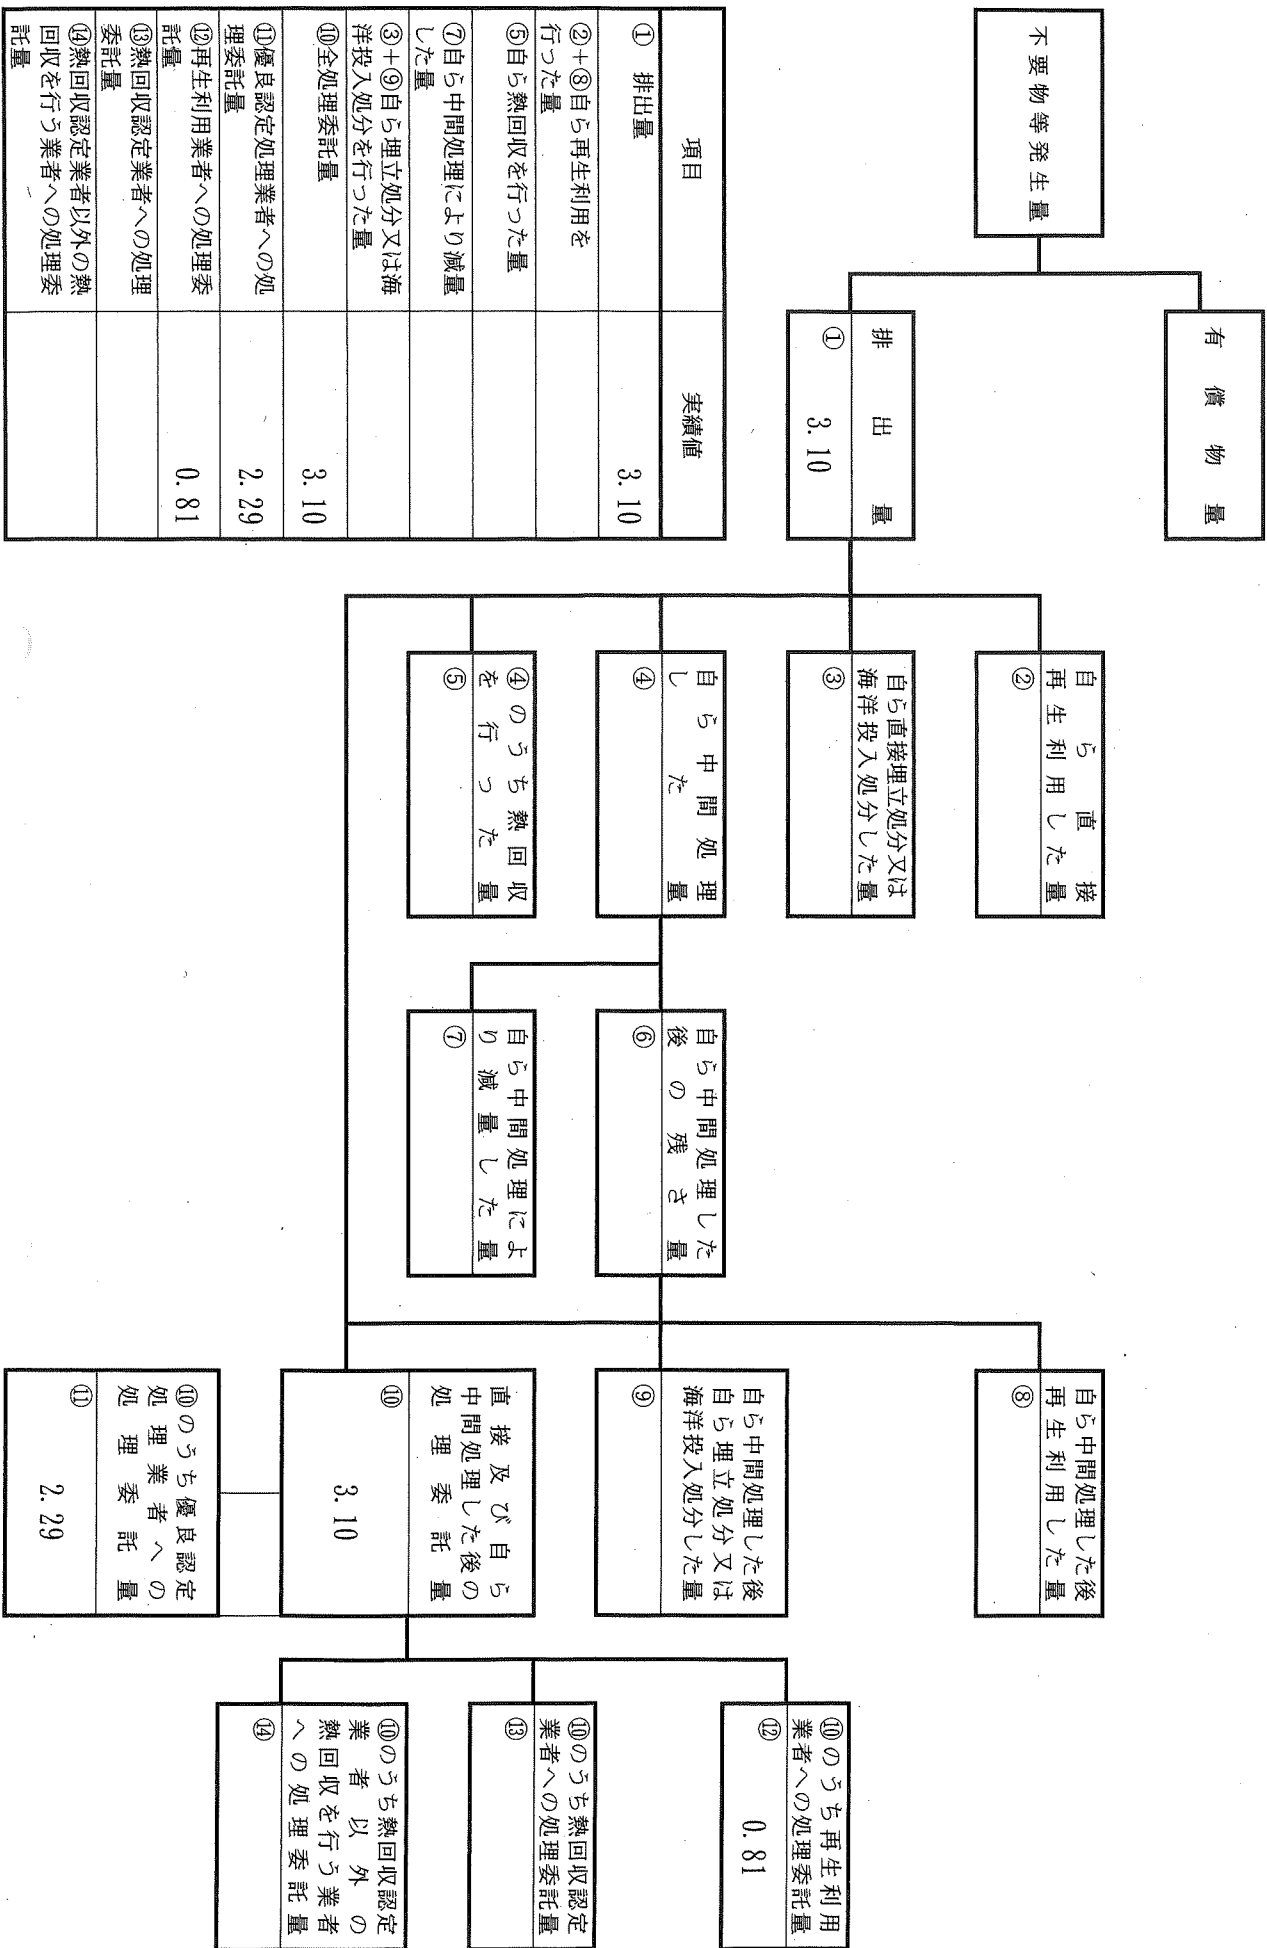 有償物量
不要物等発生量
排出量
① 3.10
自ら直接
再生利用した量
②
自ら直接埋立処分又は
海洋投入処分した量
③
自ら中間処理
した量
④
④のうち熱回収
を行った量
⑤
自ら中間処理した
後の残さ量
⑥
自ら中間処理によ
り減量した量
⑦
自ら中間処理した後
再生利用した量
⑧
自ら中間処理した後
自ら埋立処分又は
海洋投入処分した量
⑨
直接及び自ら
中間処理した後の
処理委託量
⑩
3.10
⑩のうち優良認定
処理業者への
処理委託量
⑪
2.29
⑩のうち再生利用
業者への処理委託量
⑫ 0.81
⑩のうち熱回収認定
業者への処理委託量
⑬
⑩のうち熱回収認定
業者以外の
熱回収を行う業者
への処理委託量
⑭
項目 実績値
① 排出量 3.10
②+⑧自ら再生利用を
行った量
⑤自ら熱回収を行った量
⑦自ら中間処理により減量
した量
③+⑨自ら埋立処分又は海
洋投入処分を行った量
⑩全処理委託量 3.10
⑪優良認定処理業者への処
理委託量 2.29
⑫再生利用業者への処理委
託量 0.81
⑬熱回収認定業者への処理
委託量
⑭熱回収認定業者以外の熱
回収を行う業者への処理委
託量